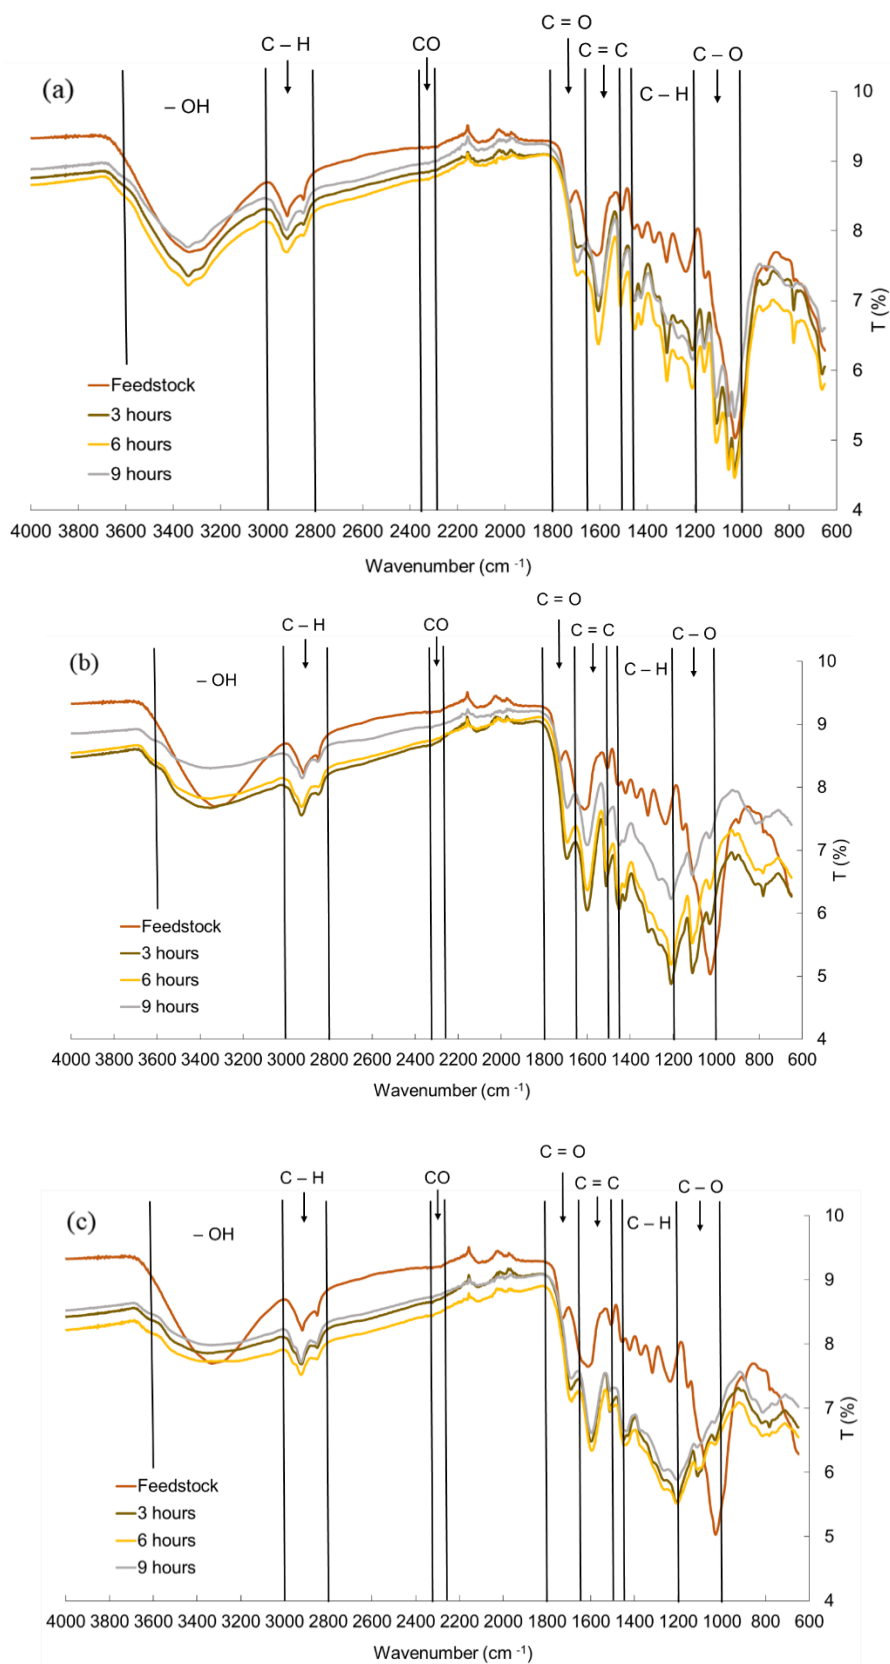 C = O
C – H
CO
C = C
C – O
(a)
– OH
C – H
10
9
8
7
6
5
4
T (%)
Feedstock
3 hours
6 hours
9 hours
4000 3800 3600 3400 3200 3000 2800 2600 2400 2200 2000 1800 1600 1400 1200 1000 800 600
Wavenumber (cm -1)
C = O
C – H
CO
C = C
C – O
(b)
– OH
C – H
10
9
8
7
6
5
4
T (%)
Feedstock
3 hours
6 hours
9 hours
4000 3800 3600 3400 3200 3000 2800 2600 2400 2200 2000 1800 1600 1400 1200 1000 800 600
Wavenumber (cm -1)
C = O
C – H
CO
C = C
C – O
(c)
– OH
C – H
10
9
8
7
6
5
4
T (%)
Feedstock
3 hours
6 hours
9 hours
4000 3800 3600 3400 3200 3000 2800 2600 2400 2200 2000 1800 1600 1400 1200 1000 800 600
Wavenumber (cm -1)